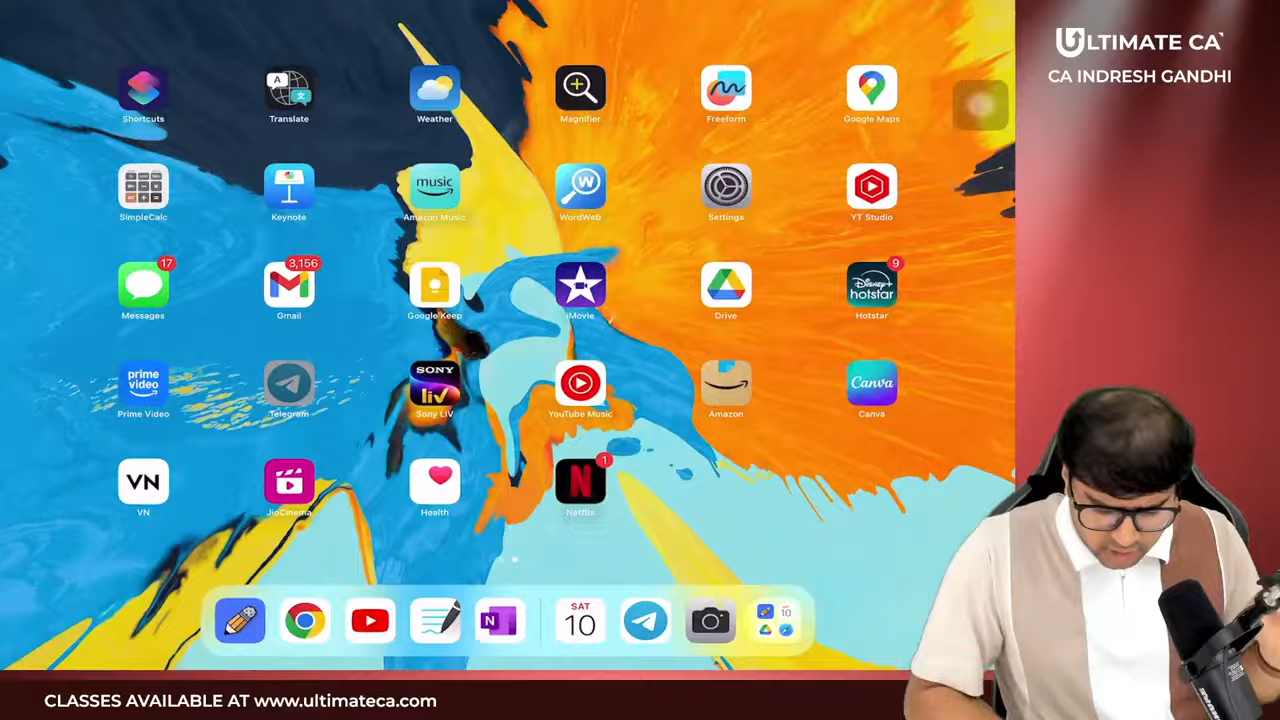 ULTIMATE CA
CA INDRESH GANDHI
Shortcuts
Translate
Weather
Magnifier
Freeform
Google Maps
SimpleCalc
Keynote
music
Amazon Music
W
WordWeb
Settings
YT Studio
17
Messages
3,156
Gmail
Google Keep
iMovie
Drive
9
Disney+
hotstar
Hotstar
prime
video
Prime Video
Telegram
SONY
liv
Sony LIV
YouTube Music
Amazon
Canva
Canva
VN
VN
JioCinema
Health
N
1
Netflix
N
SAT
10
10
CLASSES AVAILABLE AT www.ultimateca.com